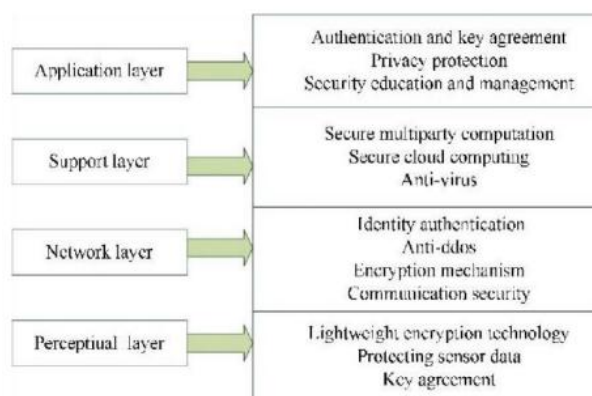 Application layer
Authentication and key agreement
Privacy protection
Security education and management
Support layer
Secure multiparty computation
Secure cloud computing
Anti-virus
Network layer
Identity authentication
Anti-ddos
Encryption mechanism
Communication security
Perceptiual layer
Lightweight encryption technology
Protecting sensor data
Key agreement